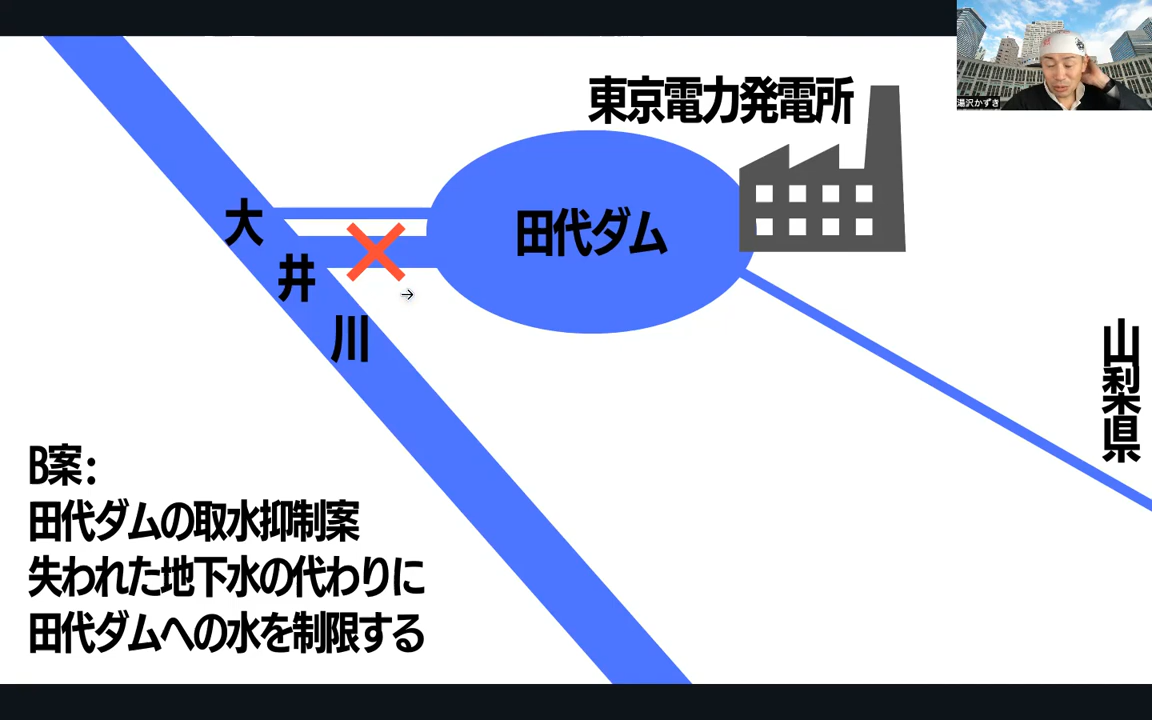 東京電力発電所
湯沢かずき
田代ダム
大井川
山梨県
B案:
田代ダムの取水抑制案
失われた地下水の代わりに
田代ダムへの水を制限する